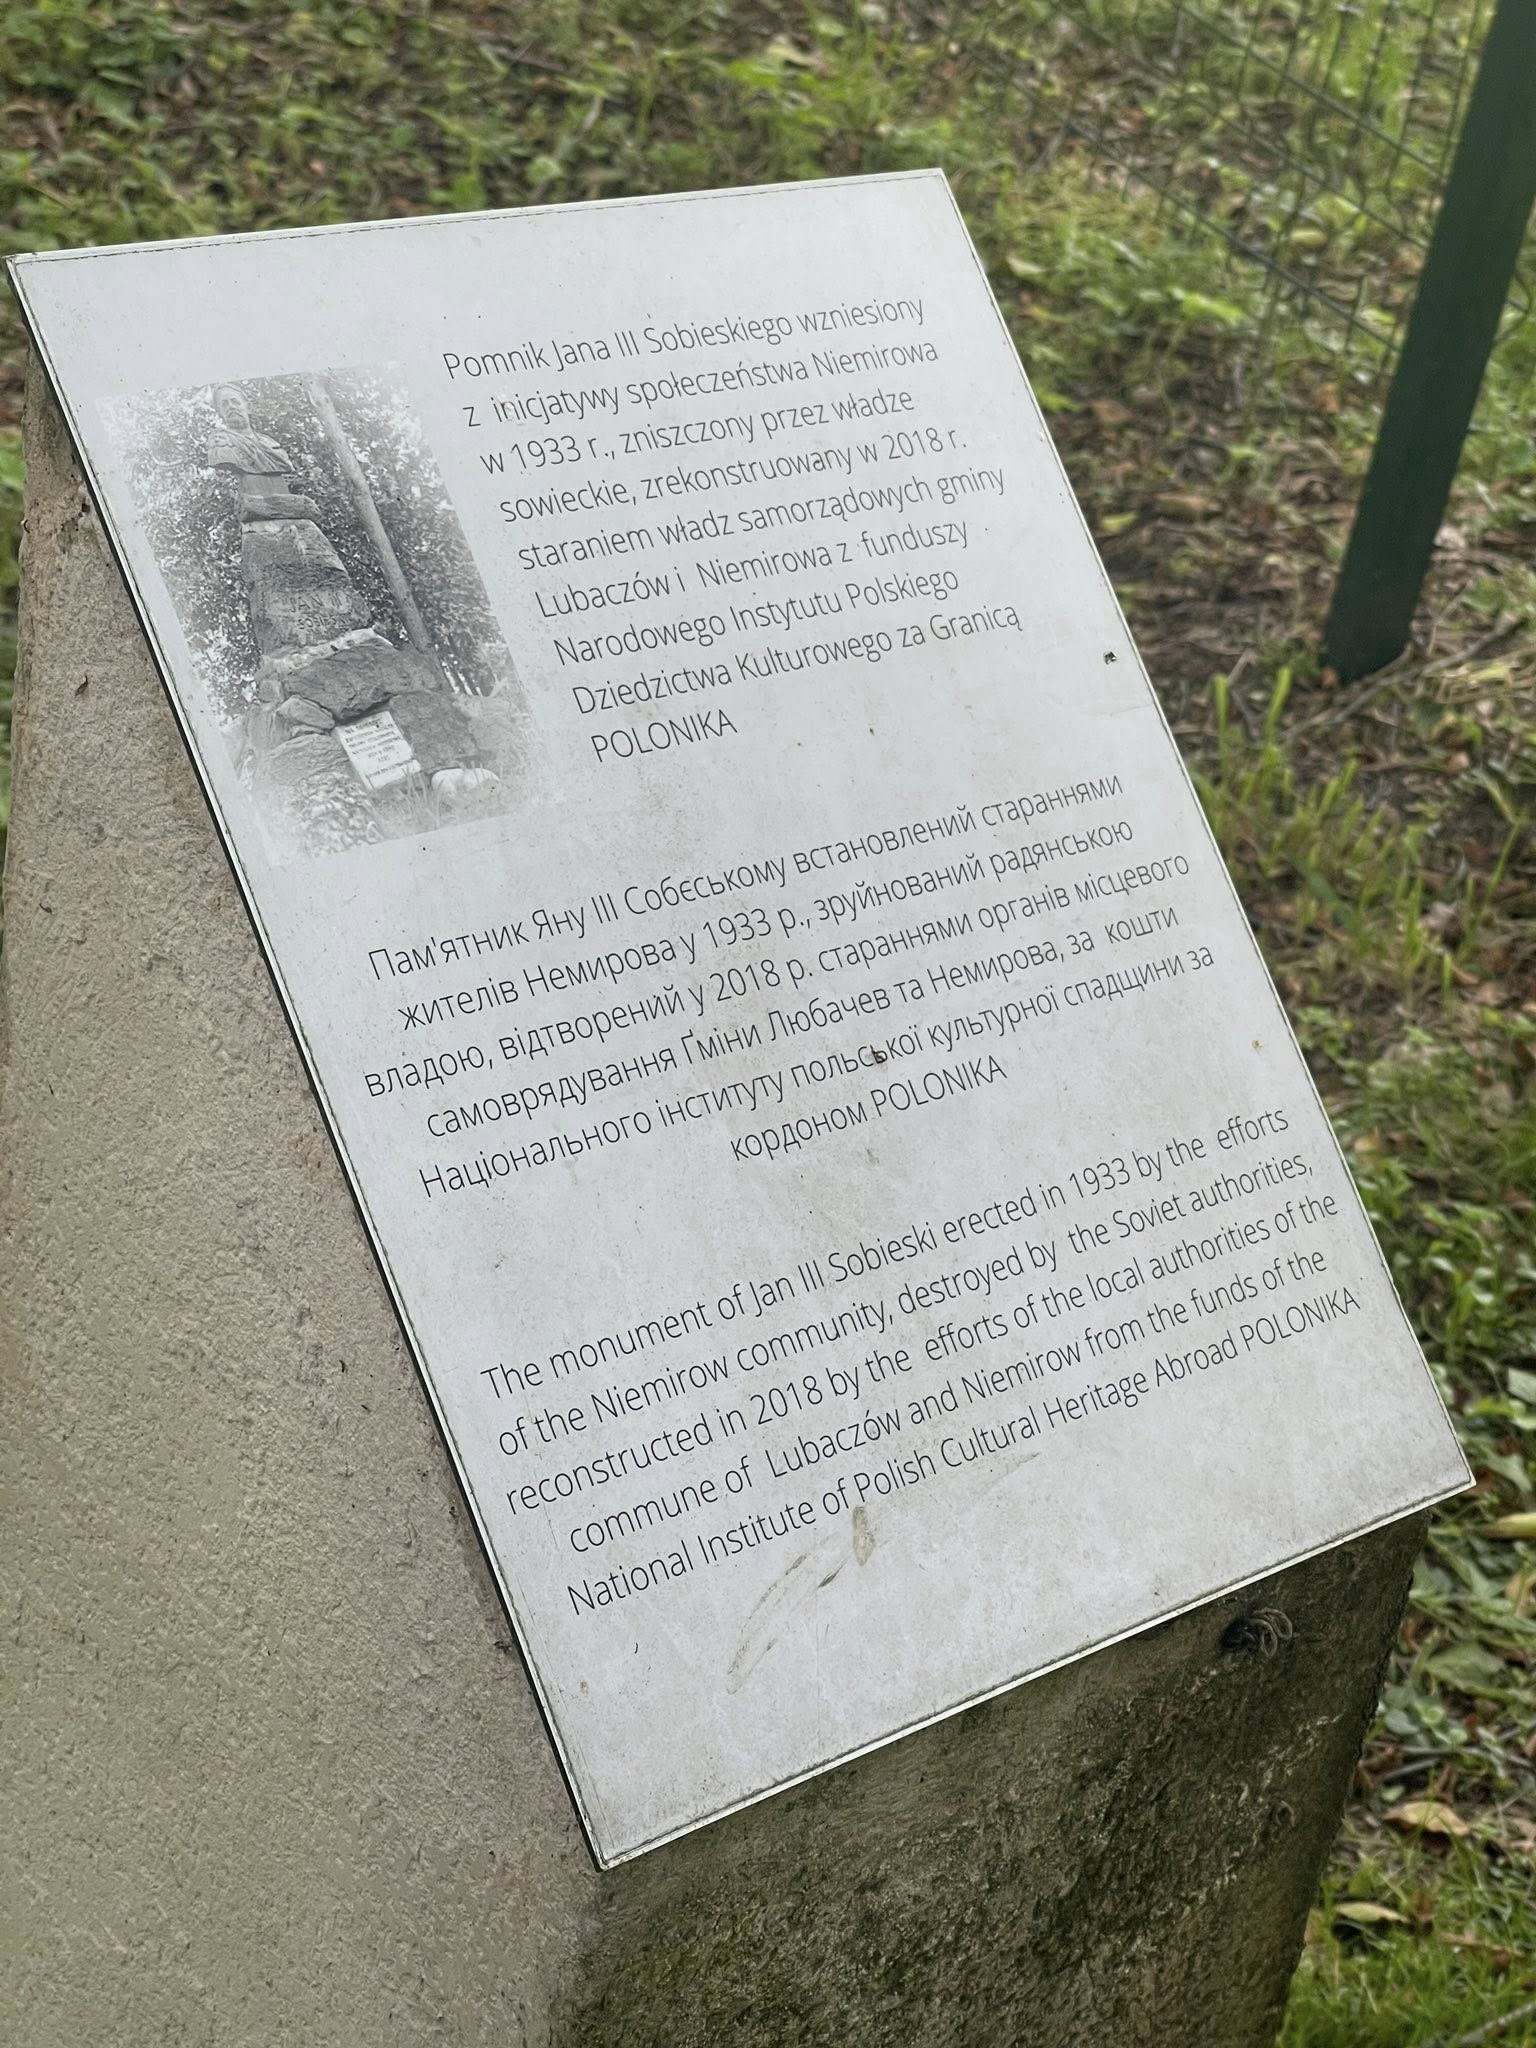 JAN III
SOBIESKI
Pomnik Jana III Sobieskiego wzniesiony
z inicjatywy społeczeństwa Niemirowa
w 1933 r., zniszczony przez władze
sowieckie, zrekonstruowany w 2018 r.
staraniem władz samorządowych gminy
Lubaczów i Niemirowa z funduszy
Narodowego Instytutu Polskiego
Dziedzictwa Kulturowego za Granicą
POLONIKA
Пам'ятник Яну III Собєському встановлений стараннями
жителів Немирова у 1933 р., зруйнований радянською
владою, відтворений у 2018 р. стараннями органів місцевого
самоврядування Ґміни Любачев та Немирова, за кошти
Національного інституту польської культурної спадщини за
кордоном POLONIKA
The monument of Jan III Sobieski erected in 1933 by the efforts
of the Niemirow community, destroyed by the Soviet authorities,
reconstructed in 2018 by the efforts of the local authorities of the
commune of Lubaczów and Niemirow from the funds of the
National Institute of Polish Cultural Heritage Abroad POLONIKA